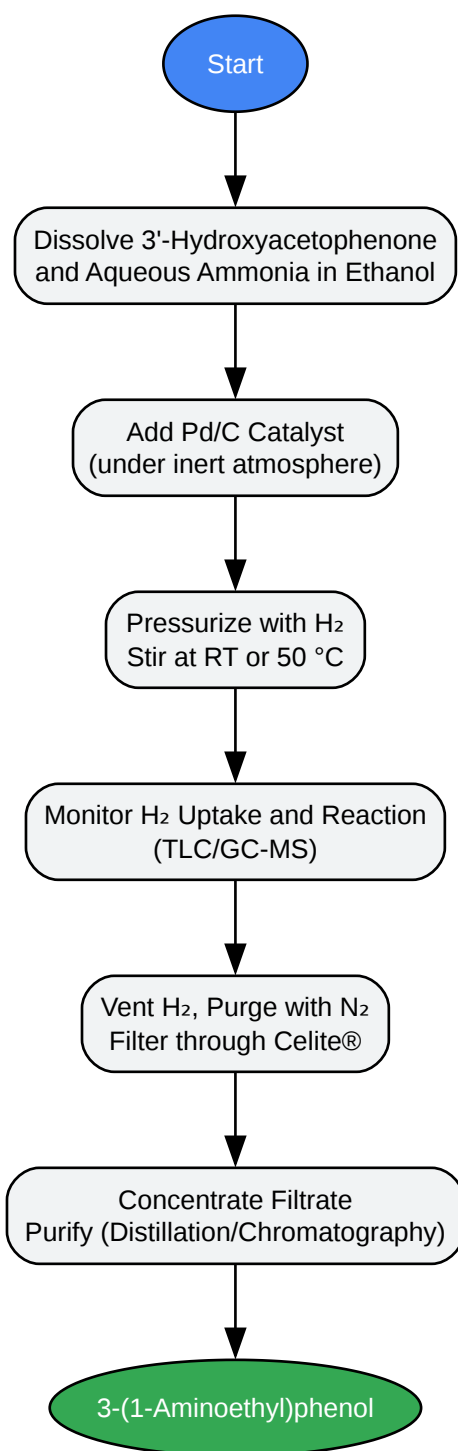 Start
Dissolve 3'-Hydroxyacetophenone
and Aqueous Ammonia in Ethanol
Add Pd/C Catalyst
(under inert atmosphere)
Pressurize with H₂
Stir at RT or 50 °C
Monitor H₂ Uptake and Reaction
(TLC/GC-MS)
Vent H₂, Purge with N₂
Filter through Celite®
Concentrate Filtrate
Purify (Distillation/Chromatography)
3-(1-Aminoethyl)phenol